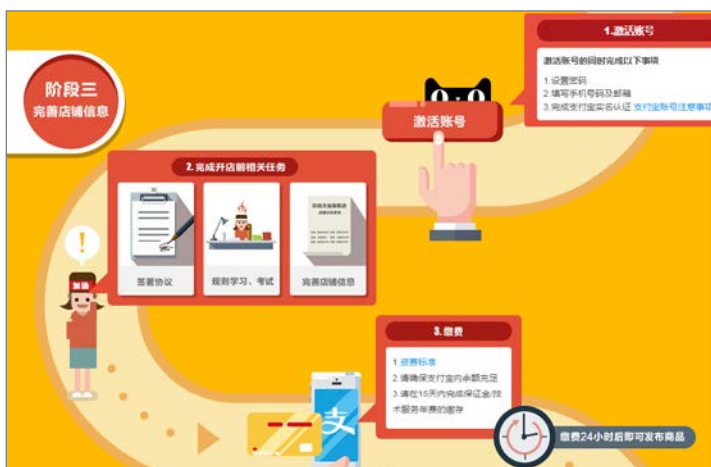 阶段三
完善店铺信息
1.激活账号
激活账号的同时完成以下事项
1.设置密码
2.填写手机号码及邮箱
3.完成支付宝实名认证 支付宝账号注意事项
激活账号
2.完成开店前相关任务
签署协议
规则学习、考试
完善店铺信息
加油
!
3.缴费
1.资费标准
2.请确保支付宝内余额充足
3.请在15天内完成保证金/技
术服务年费的缴存
支
缴费24小时后即可发布商品